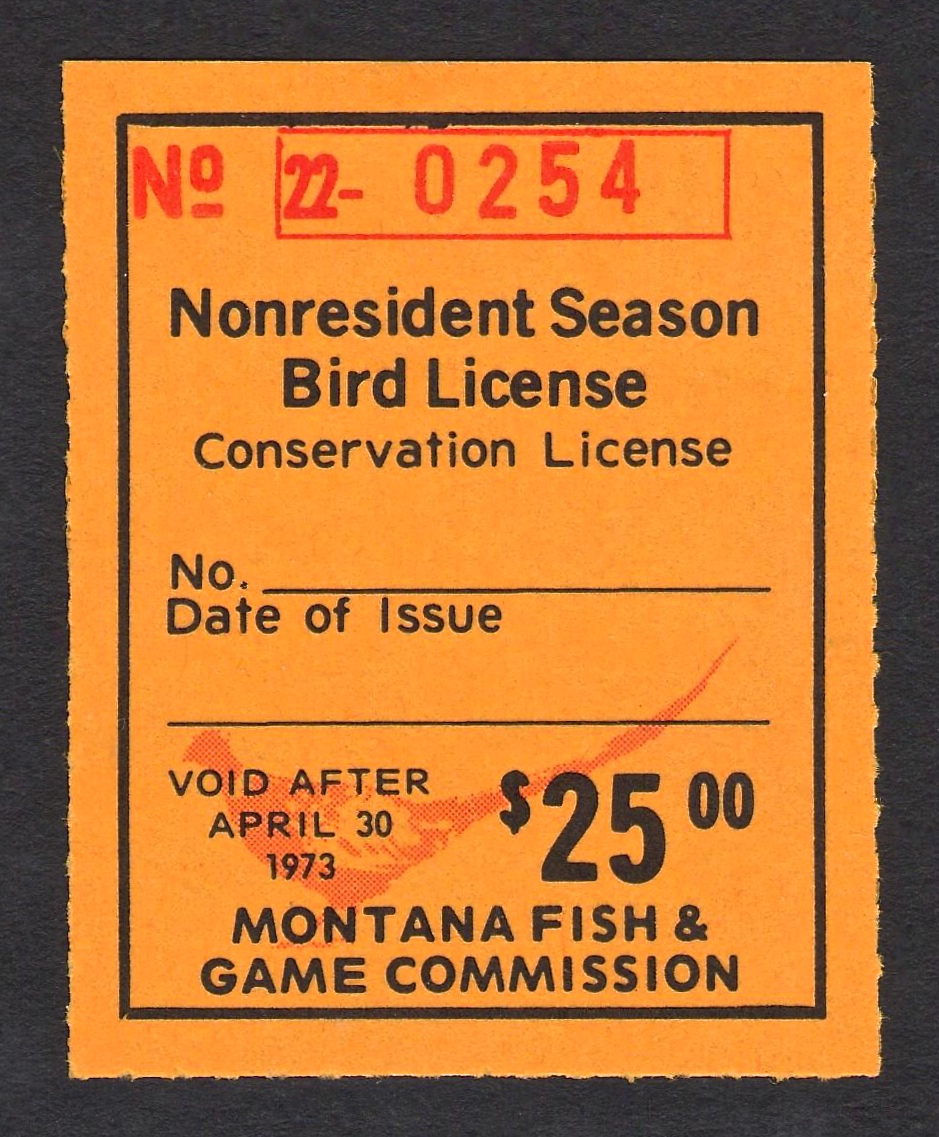 Nº 22- 0254
Nonresident Season
Bird License
Conservation License
No.
Date of Issue
VOID AFTER
APRIL 30
1973
$25 00
MONTANA FISH &
GAME COMMISSION